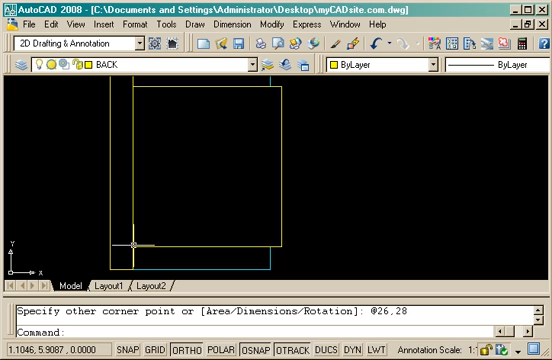 AutoCAD 2008 - [C:\Documents and Settings\Administrator\Desktop\myCADsite.com.dwg]
File Edit View Insert Format Tools Draw Dimension Modify Express Window Help
2D Drafting & Annotation
BACK ByLayer ByLayer
Y
X
Model Layout1 Layout2
Specify other corner point or [Area/Dimensions/Rotation]: @26,28
Command:
1.1046, 5.9087 , 0.0000 SNAP GRID ORTHO POLAR OSNAP OTRACK DUCS DYN LWT Annotation Scale: 1: